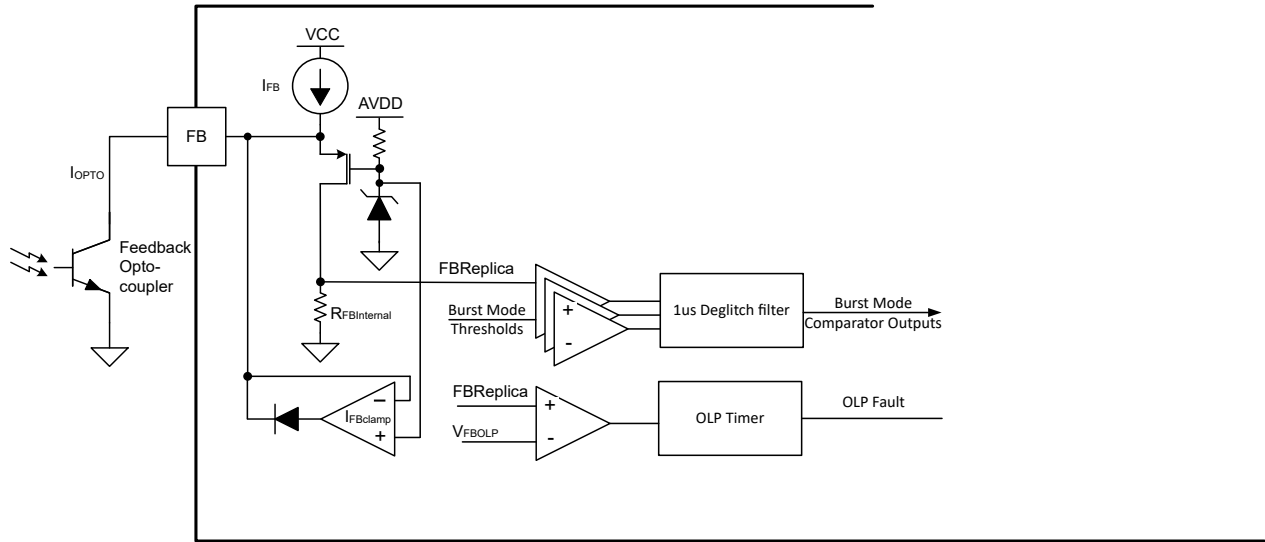 VCC
IFB
AVDD
FB
IOPTO
Feedback
Opto-
coupler
FBReplica
RFBInternal
Burst Mode
Thresholds
+
-
1us Deglitch filter
Burst Mode
Comparator Outputs
IFBclamp
-
+
FBReplica
VFBOLP
+
-
OLP Timer
OLP Fault